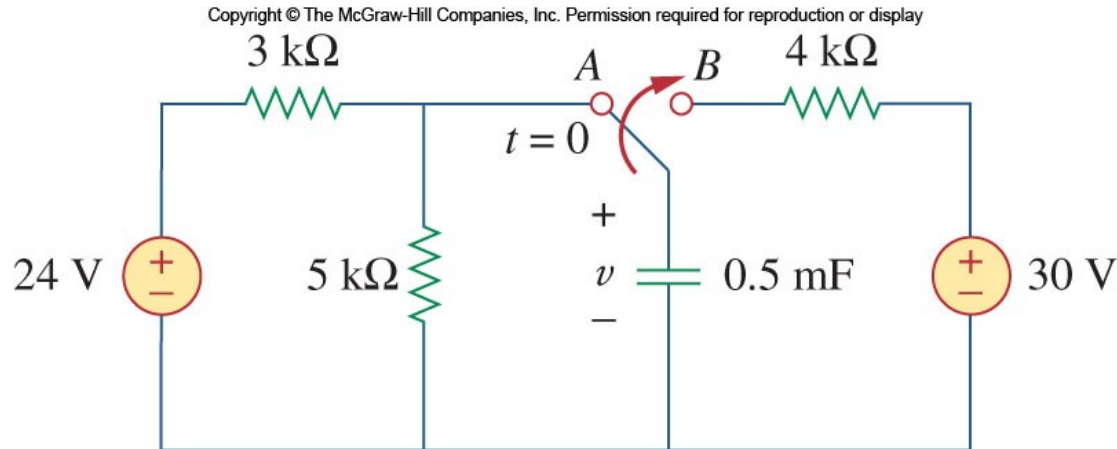 Copyright © The McGraw-Hill Companies, Inc. Permission required for reproduction or display
3 kΩ
A
B
4 kΩ
t = 0
+
24 V
+
−
5 kΩ
v
0.5 mF
+
−
30 V
−